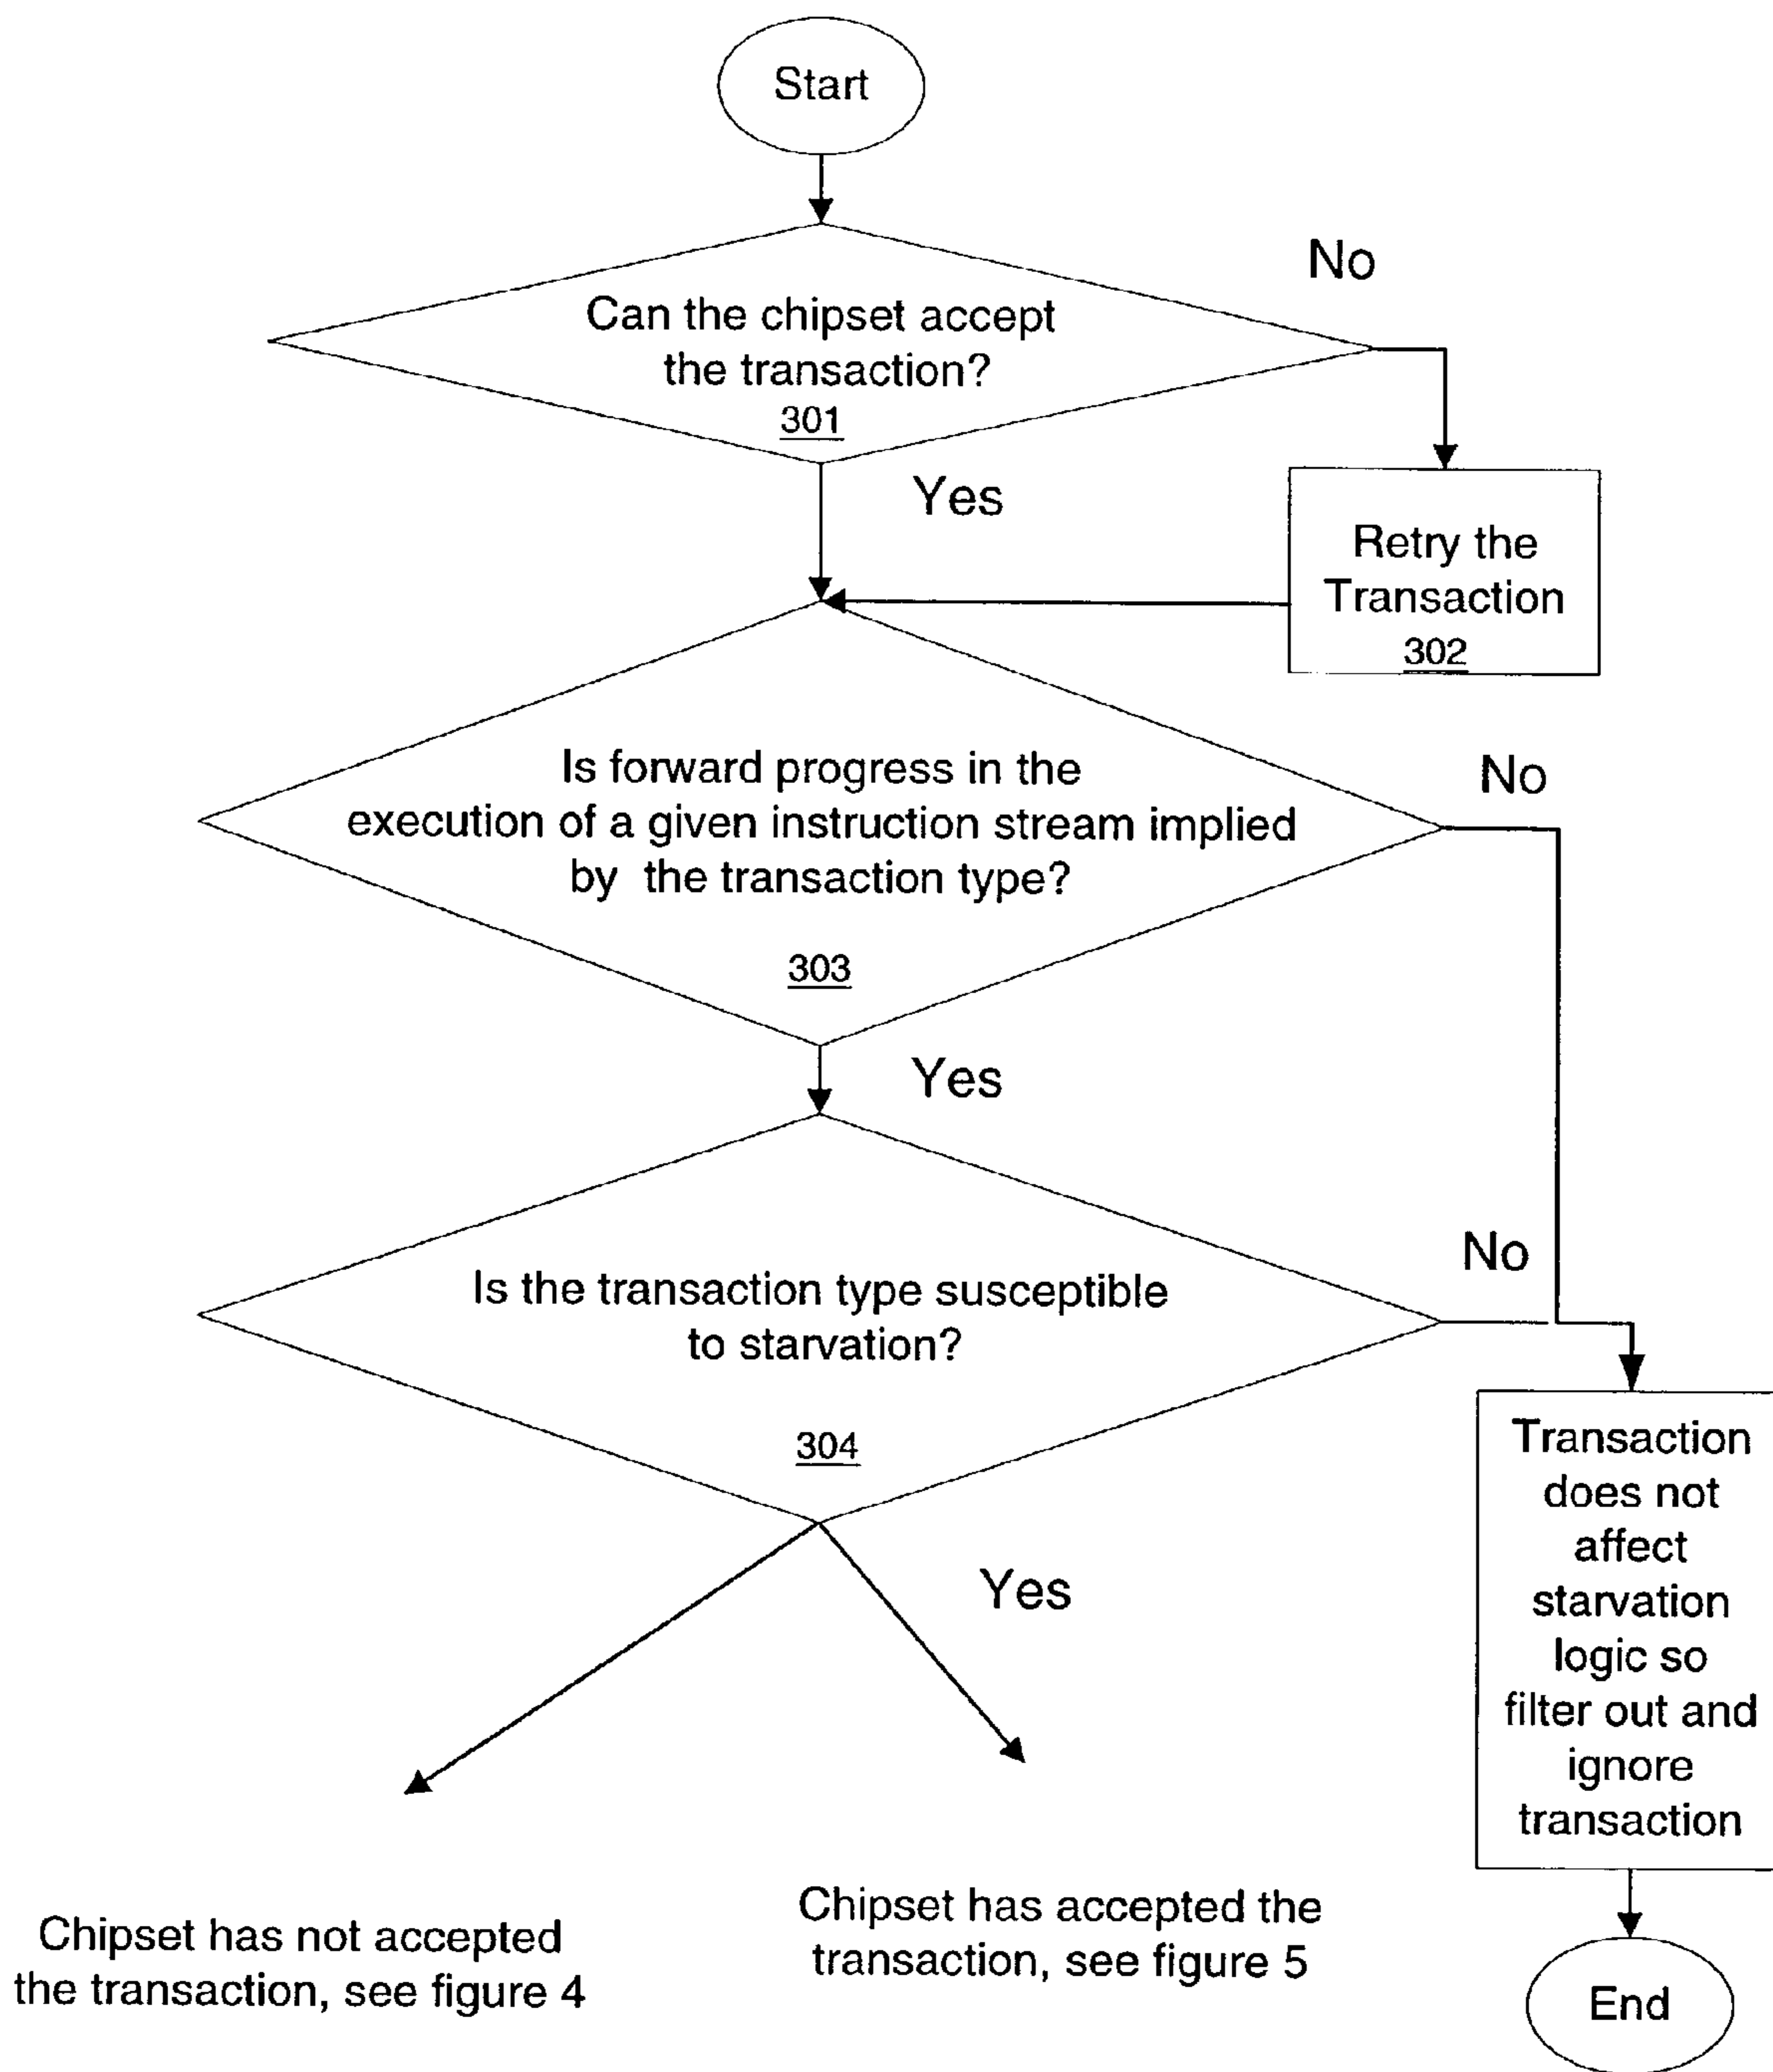 Start
No
Can the chipset accept
the transaction?
301
Yes
Retry the
Transaction
302
Is forward progress in the
execution of a given instruction stream implied
by the transaction type?
303
No
Yes
No
Is the transaction type susceptible
to starvation?
304
Yes
Transaction
does not
affect
starvation
logic so
filter out and
ignore
transaction
Chipset has not accepted
the transaction, see figure 4
Chipset has accepted the
transaction, see figure 5
End